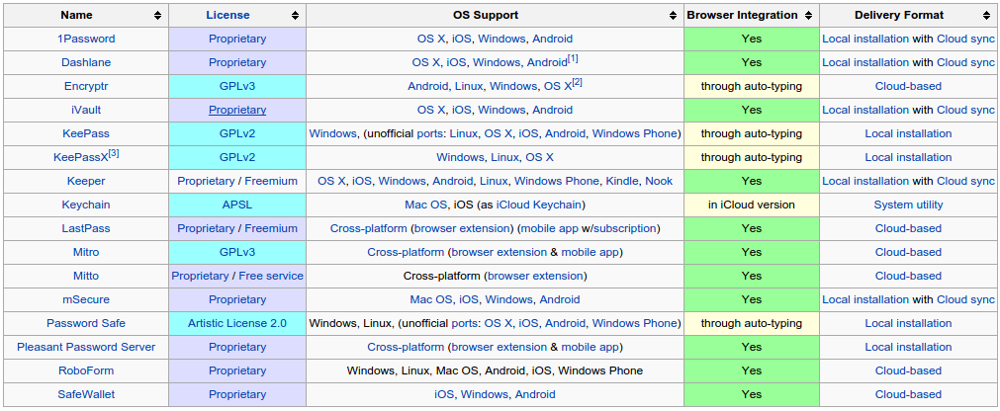 Name License OS Support Browser Integration Delivery Format
1Password Proprietary OS X, iOS, Windows, Android Yes Local installation with Cloud sync
Dashlane Proprietary OS X, iOS, Windows, Android[1] Yes Local installation with Cloud sync
Encryptr GPLv3 Android, Linux, Windows, OS X[2] through auto-typing Cloud-based
iVault Proprietary OS X, iOS, Windows, Android Yes Local installation with Cloud sync
KeePass GPLv2 Windows, (unofficial ports: Linux, OS X, iOS, Android, Windows Phone) through auto-typing Local installation
KeePassX[3] GPLv2 Windows, Linux, OS X through auto-typing Local installation
Keeper Proprietary / Freemium OS X, iOS, Windows, Android, Linux, Windows Phone, Kindle, Nook Yes Local installation with Cloud sync
Keychain APSL Mac OS, iOS (as iCloud Keychain) in iCloud version System utility
LastPass Proprietary / Freemium Cross-platform (browser extension) (mobile app w/subscription) Yes Cloud-based
Mitro GPLv3 Cross-platform (browser extension & mobile app) Yes Cloud-based
Mitto Proprietary / Free service Cross-platform (browser extension) Yes Cloud-based
mSecure Proprietary Mac OS, iOS, Windows, Android Yes Local installation with Cloud sync
Password Safe Artistic License 2.0 Windows, Linux, (unofficial ports: OS X, iOS, Android, Windows Phone) through auto-typing Local installation
Pleasant Password Server Proprietary Cross-platform (browser extension & mobile app) Yes Local installation
RoboForm Proprietary Windows, Linux, Mac OS, Android, iOS, Windows Phone Yes Cloud-based
SafeWallet Proprietary iOS, Windows, Android Yes Cloud-based